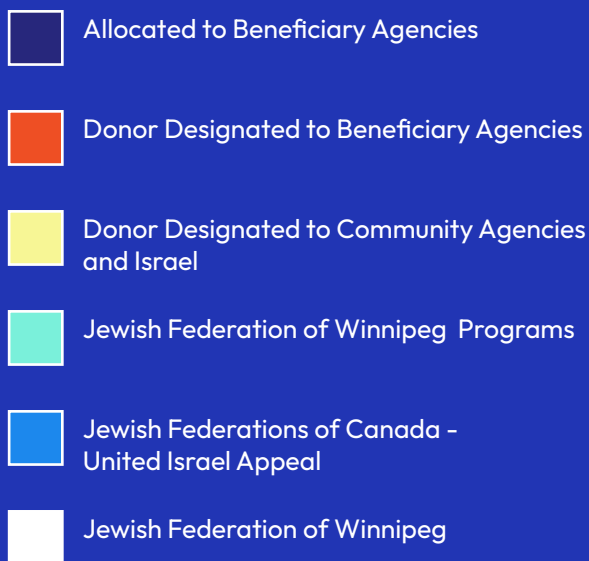 Allocated to Beneficiary Agencies
Donor Designated to Beneficiary Agencies
Donor Designated to Community Agencies
and Israel
Jewish Federation of Winnipeg  Programs
Jewish Federations of Canada -
United Israel Appeal
Jewish Federation of Winnipeg